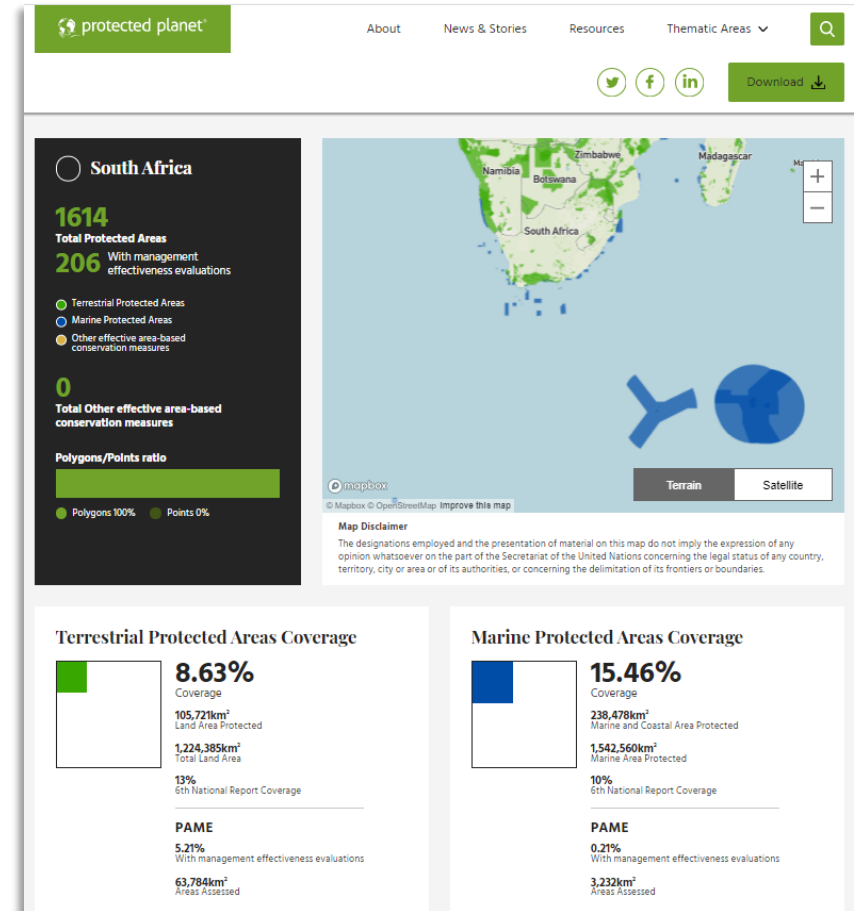 protected planet®
About
News & Stories
Resources
Thematic Areas
Download
South Africa
1614
Total Protected Areas
206 With management
effectiveness evaluations
Terrestrial Protected Areas
Marine Protected Areas
Other effective area-based
conservation measures
0
Total Other effective area-based
conservation measures
Polygons/Points ratio
Polygons 100%
Points 0%
Zimbabwe
Madagascar
Namibia
Botswana
South Africa
+
−
mapbox
Terrain
Satellite
© Mapbox © OpenStreetMap Improve this map
Map Disclaimer
The designations employed and the presentation of material on this map do not imply the expression of any
opinion whatsoever on the part of the Secretariat of the United Nations concerning the legal status of any country,
territory, city or area or of its authorities, or concerning the delimitation of its frontiers or boundaries.
Terrestrial Protected Areas Coverage
8.63%
Coverage
105,721km²
Land Area Protected
1,224,385km²
Total Land Area
13%
6th National Report Coverage
PAME
5.21%
With management effectiveness evaluations
63,784km²
Areas Assessed
Marine Protected Areas Coverage
15.46%
Coverage
238,478km²
Marine and Coastal Area Protected
1,542,560km²
Marine Area Protected
10%
6th National Report Coverage
PAME
0.21%
With management effectiveness evaluations
3,232km²
Areas Assessed